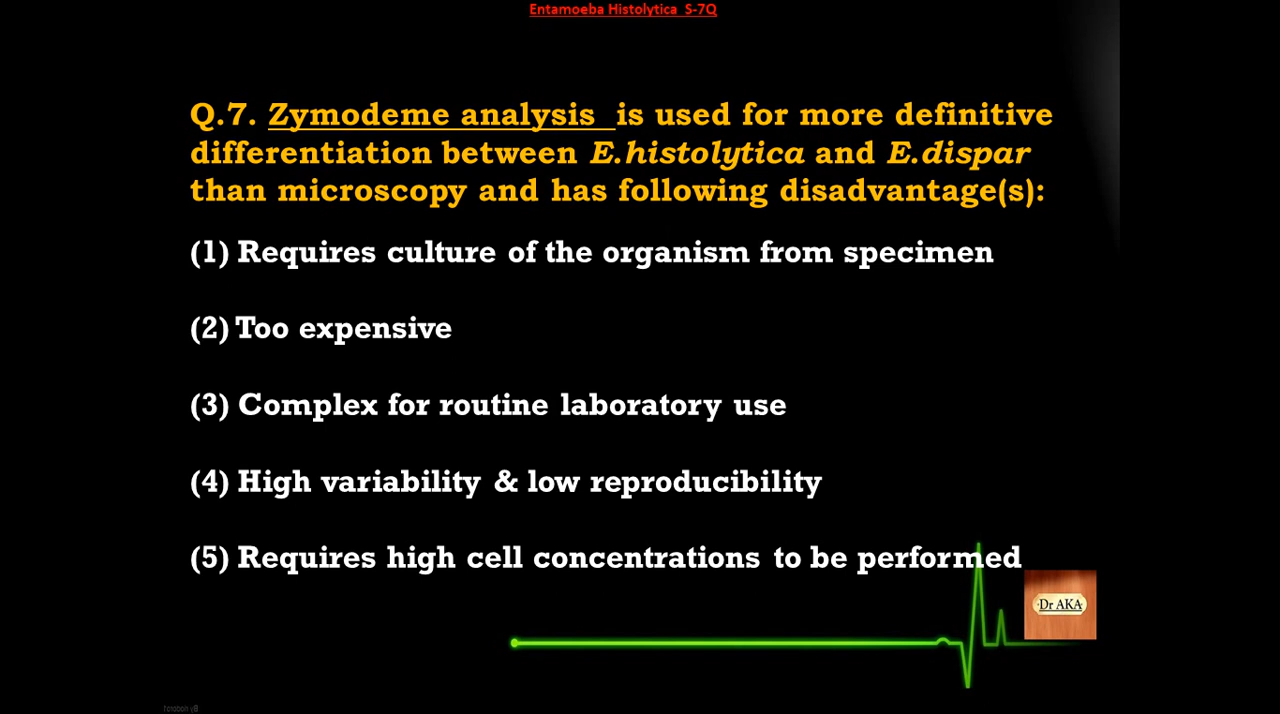 Entamoeba Histolytica S-7Q
Q.7. Zymodeme analysis is used for more definitive
differentiation between E.histolytica and E.dispar
than microscopy and has following disadvantage(s):
(1) Requires culture of the organism from specimen
(2) Too expensive
(3) Complex for routine laboratory use
(4) High variability & low reproducibility
(5) Requires high cell concentrations to be performed
Dr AKA